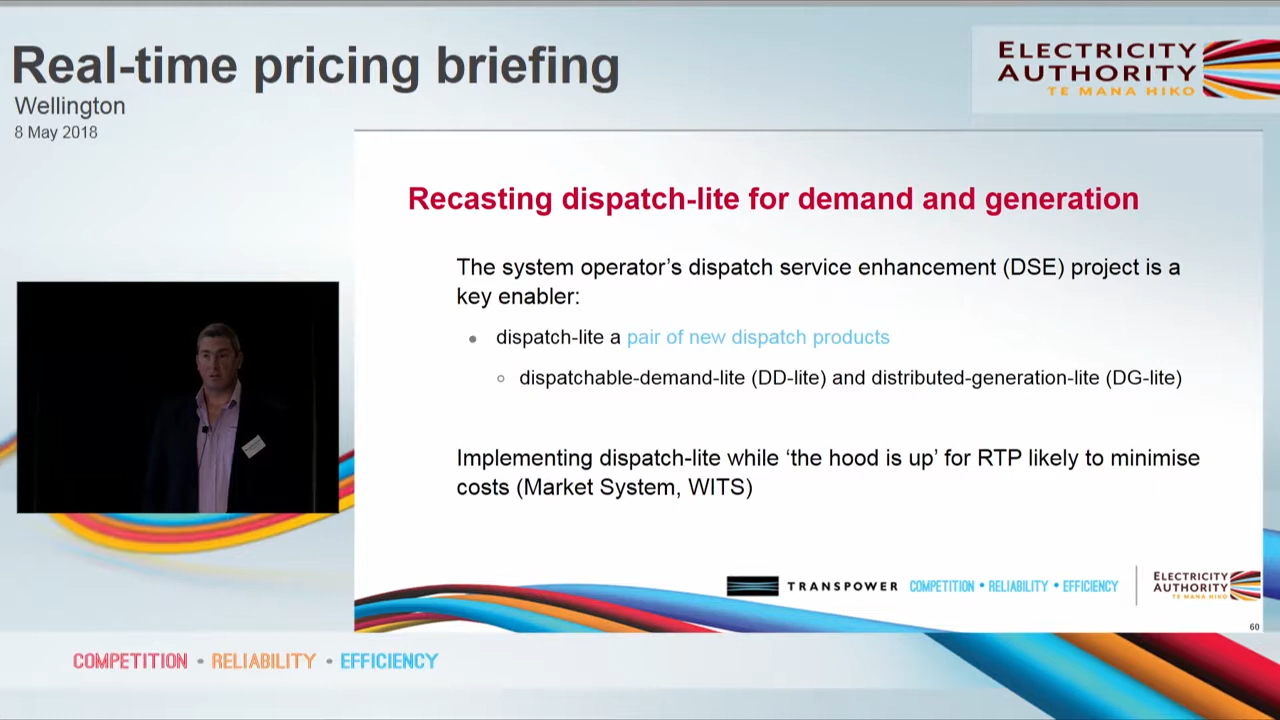 Real-time pricing briefing
Wellington
8 May 2018
ELECTRICITY
AUTHORITY
TE MANA HIKO
Recasting dispatch-lite for demand and generation
The system operator’s dispatch service enhancement (DSE) project is a
key enabler:
• dispatch-lite a pair of new dispatch products
○ dispatchable-demand-lite (DD-lite) and distributed-generation-lite (DG-lite)
Implementing dispatch-lite while ‘the hood is up’ for RTP likely to minimise
costs (Market System, WITS)
TRANSPOWER COMPETITION • RELIABILITY • EFFICIENCY
ELECTRICITY
AUTHORITY
TE MANA HIKO
60
COMPETITION • RELIABILITY • EFFICIENCY